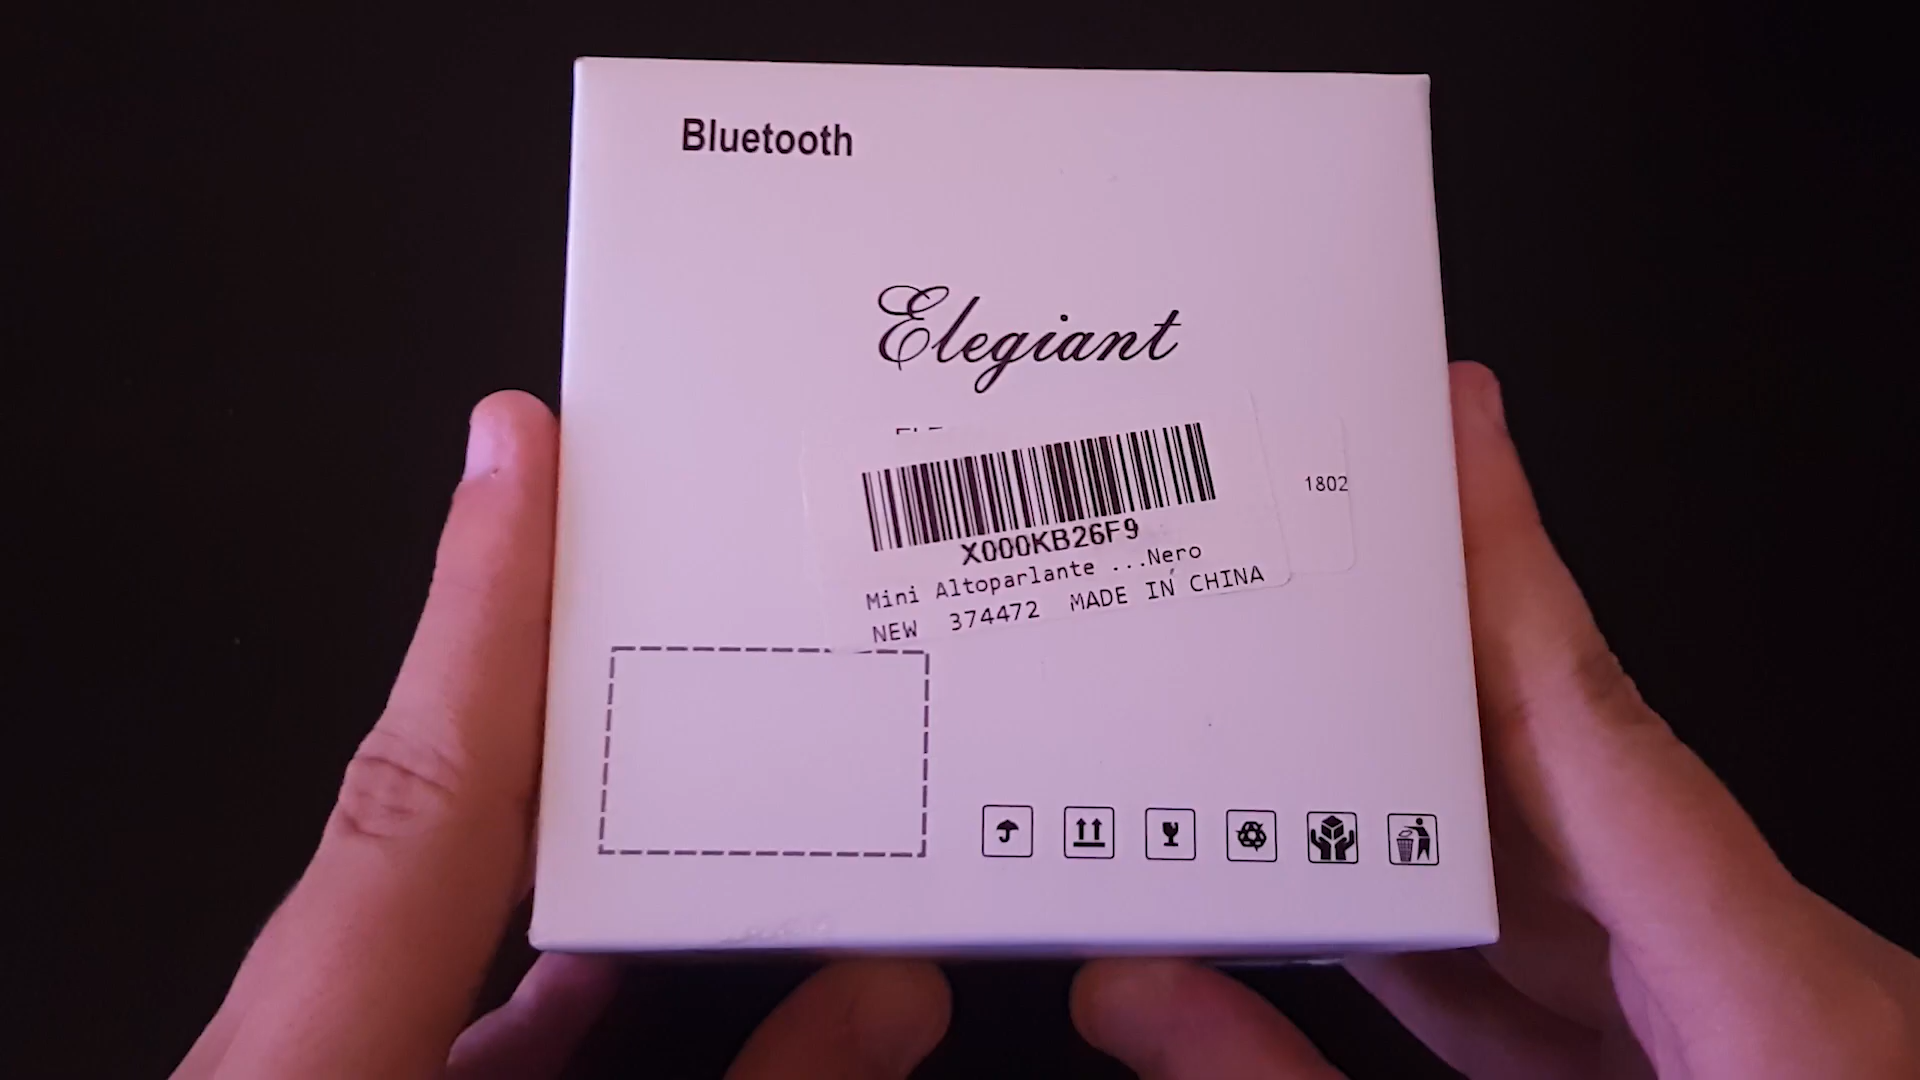 Bluetooth
Elegiant
1802
X000KB26F9
Mini Altoparlante ...Nero
NEW 374472 MADE IN CHINA